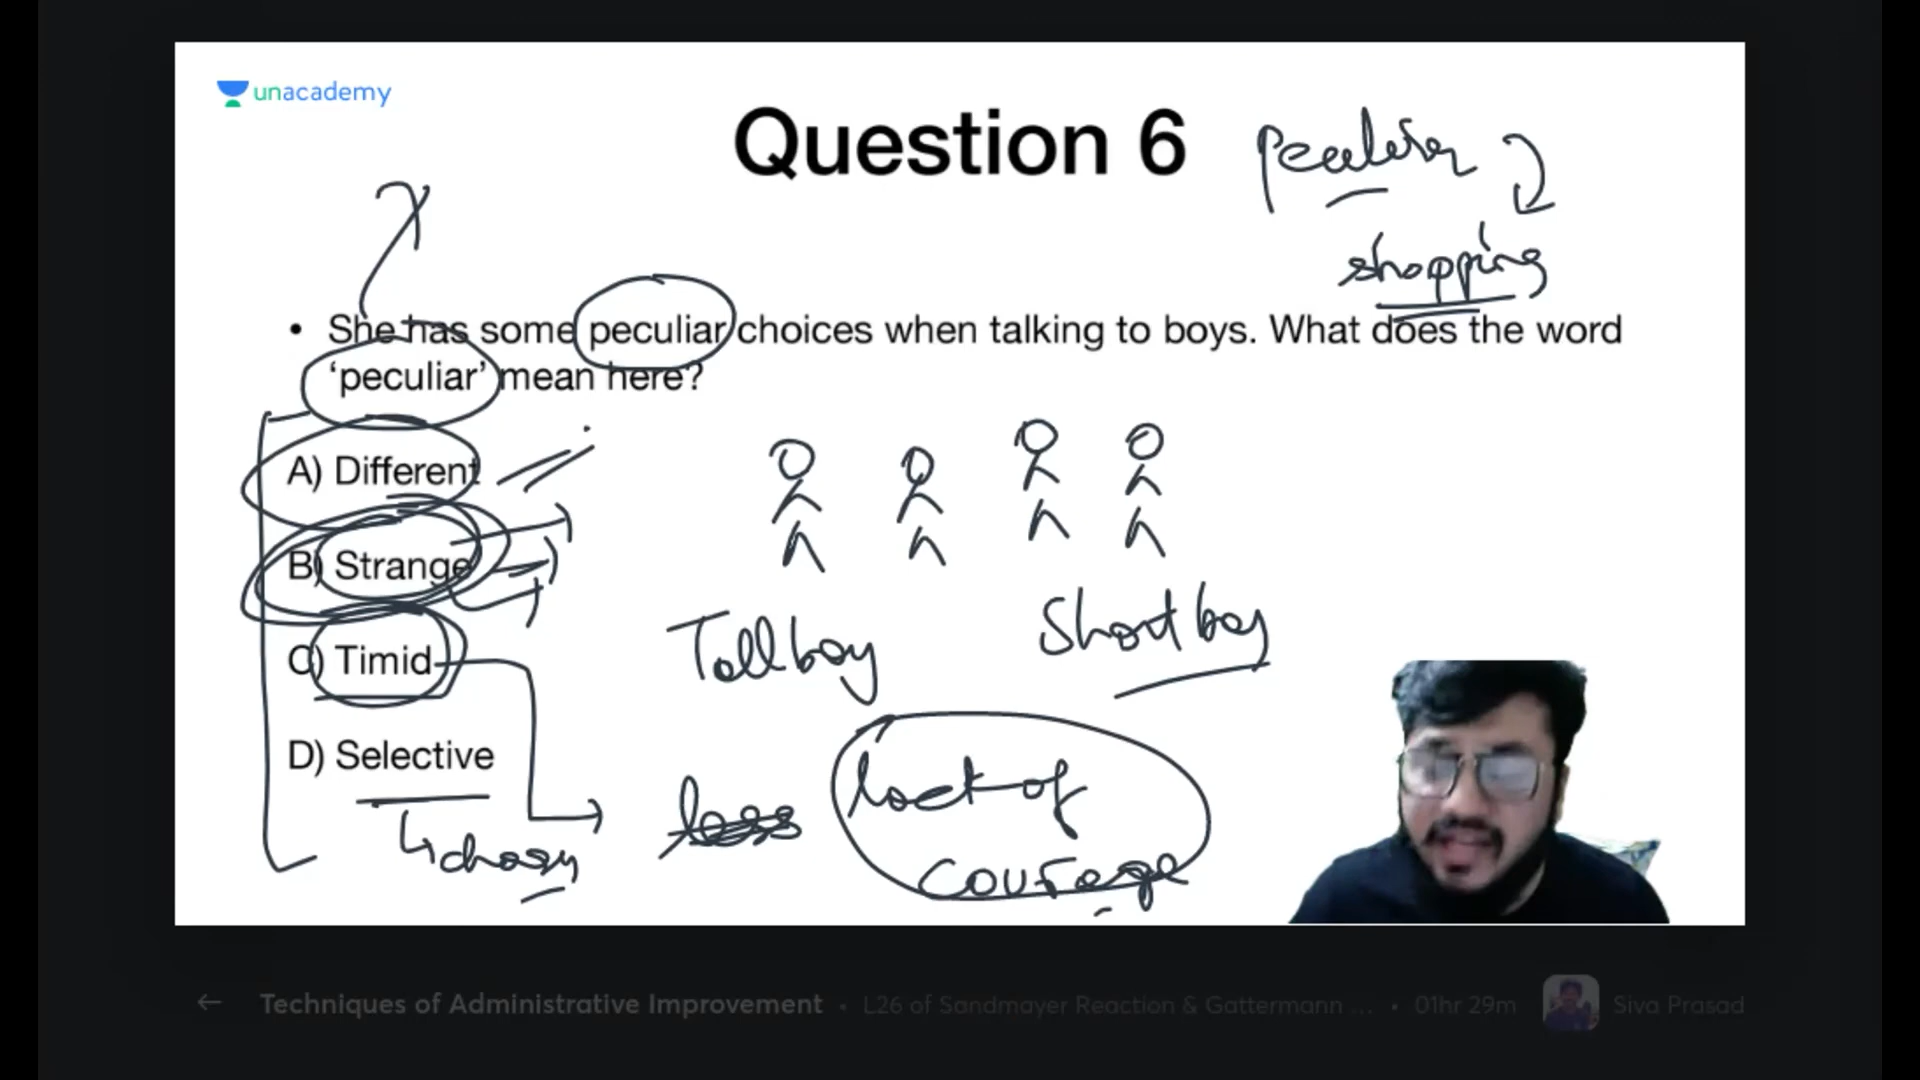 unacademy
Question 6
peculiar
shopping
• She has some peculiar choices when talking to boys. What does the word
‘peculiar’ mean here?
A) Different
B) Strange
C) Timid
D) Selective
Tall boy
Short boy
less
lack of
courage
← Techniques of Administrative Improvement • L26 of Sandmayer Reaction & Gattermann ... • 01hr 29m Siva Prasad